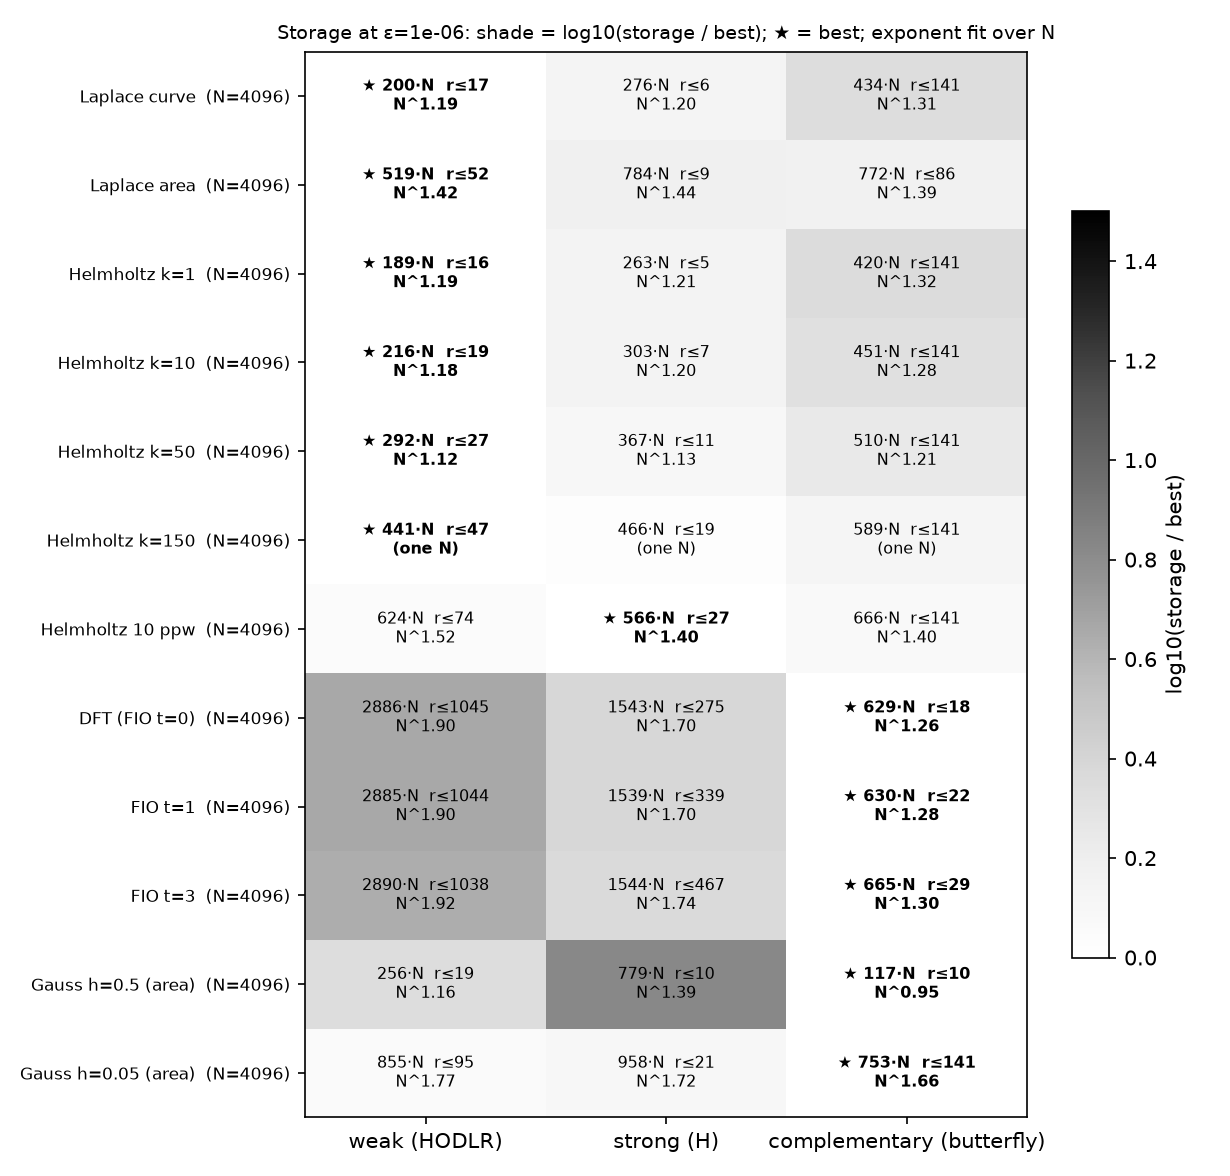 Storage at ε=1e-06: shade = log10(storage / best); ★ = best; exponent fit over N
Laplace curve (N=4096)
★ 200·N r≤17
N^1.19
276·N r≤6
N^1.20
434·N r≤141
N^1.31
Laplace area (N=4096)
★ 519·N r≤52
N^1.42
784·N r≤9
N^1.44
772·N r≤86
N^1.39
Helmholtz k=1 (N=4096)
★ 189·N r≤16
N^1.19
263·N r≤5
N^1.21
420·N r≤141
N^1.32
Helmholtz k=10 (N=4096)
★ 216·N r≤19
N^1.18
303·N r≤7
N^1.20
451·N r≤141
N^1.28
Helmholtz k=50 (N=4096)
★ 292·N r≤27
N^1.12
367·N r≤11
N^1.13
510·N r≤141
N^1.21
Helmholtz k=150 (N=4096)
★ 441·N r≤47
(one N)
466·N r≤19
(one N)
589·N r≤141
(one N)
Helmholtz 10 ppw (N=4096)
624·N r≤74
N^1.52
★ 566·N r≤27
N^1.40
666·N r≤141
N^1.40
DFT (FIO t=0) (N=4096)
2886·N r≤1045
N^1.90
1543·N r≤275
N^1.70
★ 629·N r≤18
N^1.26
FIO t=1 (N=4096)
2885·N r≤1044
N^1.90
1539·N r≤339
N^1.70
★ 630·N r≤22
N^1.28
FIO t=3 (N=4096)
2890·N r≤1038
N^1.92
1544·N r≤467
N^1.74
★ 665·N r≤29
N^1.30
Gauss h=0.5 (area) (N=4096)
256·N r≤19
N^1.16
779·N r≤10
N^1.39
★ 117·N r≤10
N^0.95
Gauss h=0.05 (area) (N=4096)
855·N r≤95
N^1.77
958·N r≤21
N^1.72
★ 753·N r≤141
N^1.66
weak (HODLR)
strong (H)
complementary (butterfly)
1.4
1.2
1.0
0.8
0.6
0.4
0.2
0.0
log10(storage / best)